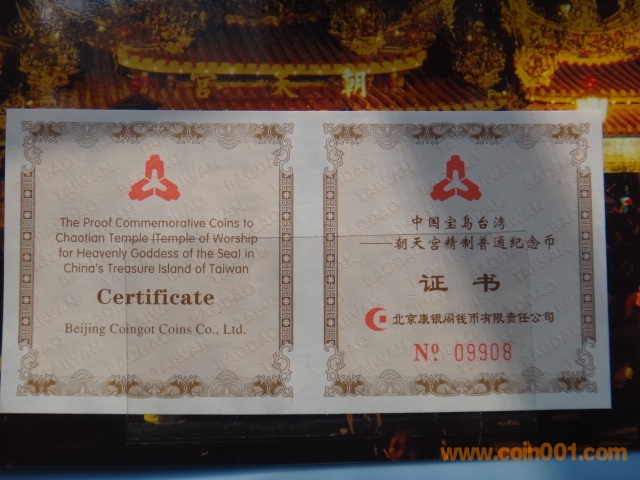 朝天宫
The Proof Commemorative Coins to
Chaotian Temple (Temple of Worship
for Heavenly Goddess of the Sea) in
China's Treasure Island of Taiwan
Certificate
Beijing Coingot Coins Co., Ltd.
中国宝岛台湾
——朝天宫精制普通纪念币
证书
北京康银阁钱币有限责任公司
Nº 09908
www.coin001.com